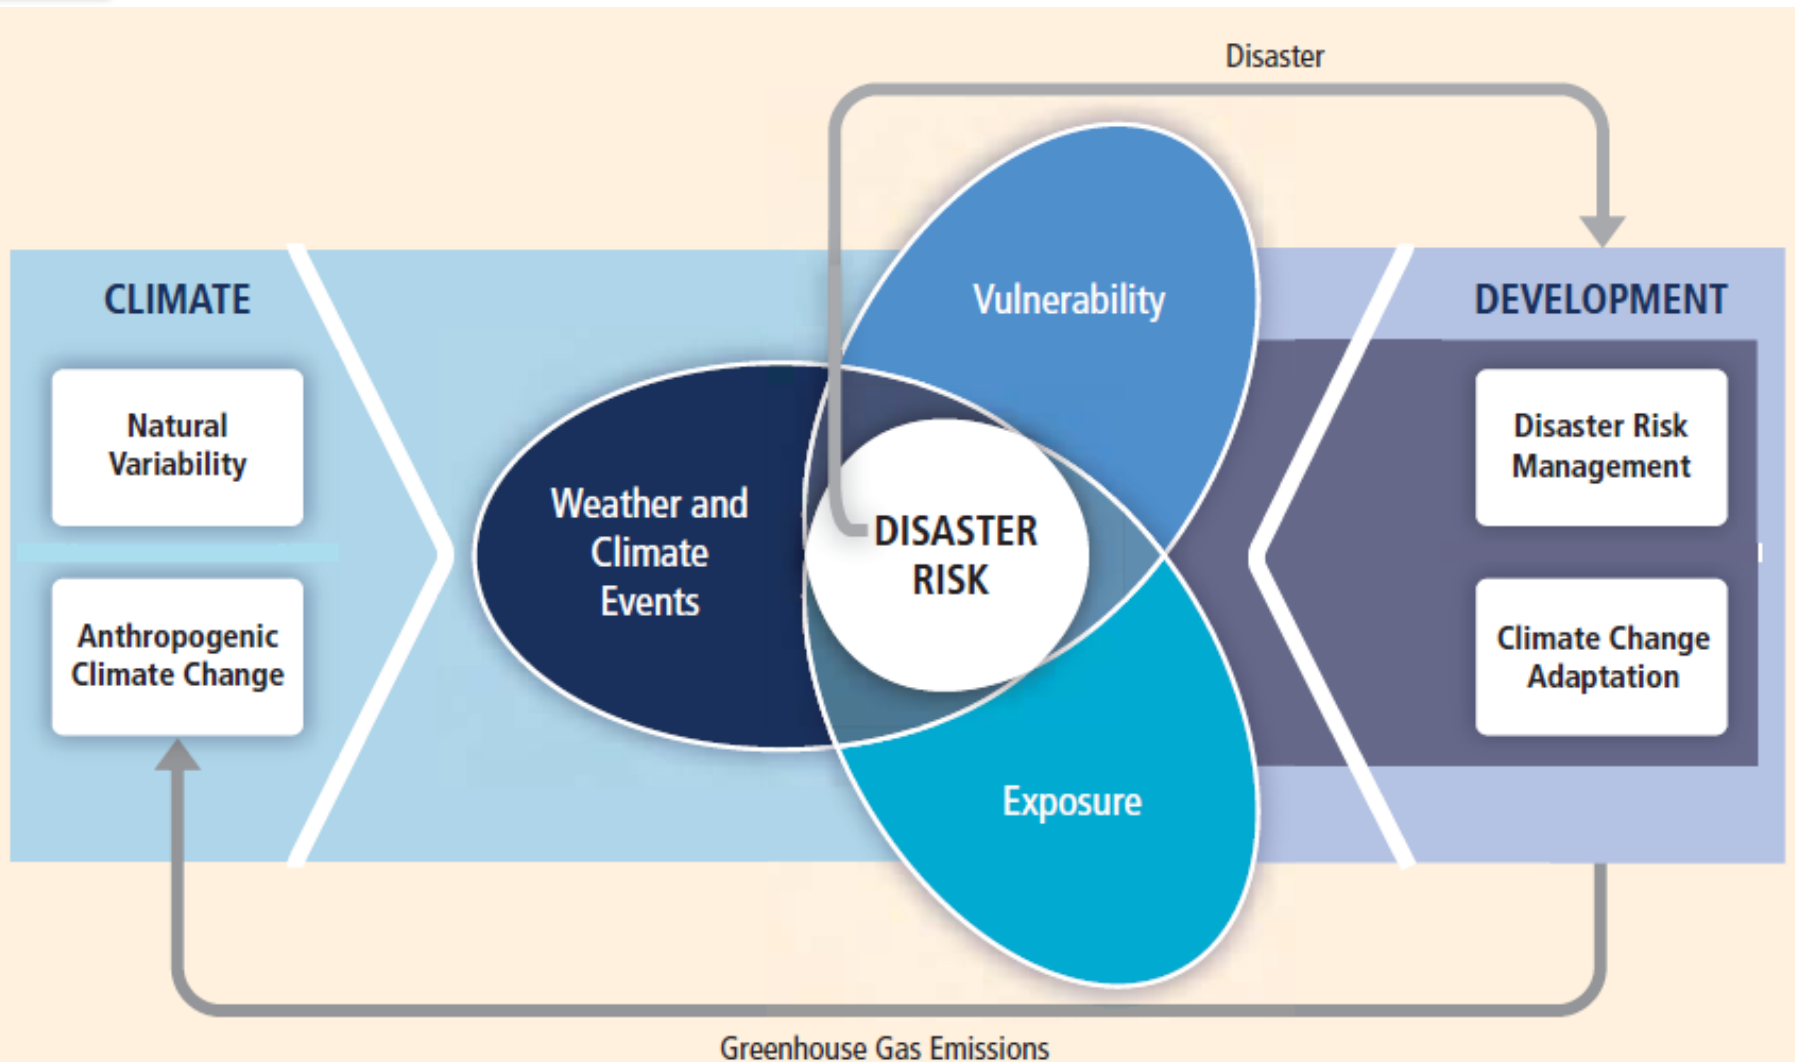 Disaster
CLIMATE
Natural
Variability
Anthropogenic
Climate Change
Weather and
Climate
Events
Vulnerability
DISASTER
RISK
Exposure
DEVELOPMENT
Disaster Risk
Management
Climate Change
Adaptation
Greenhouse Gas Emissions